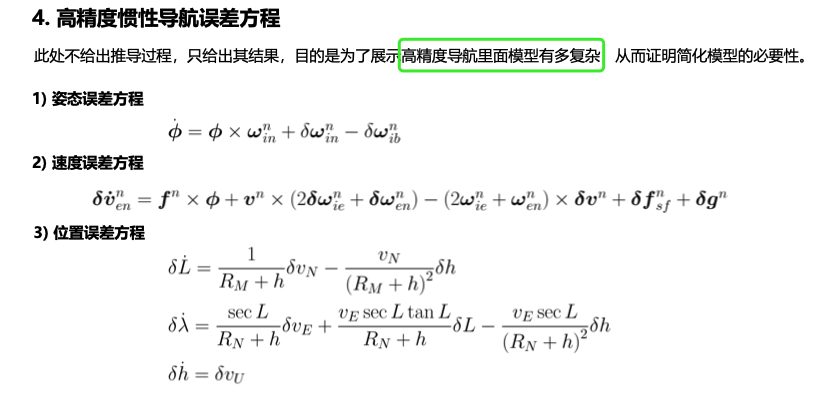 4. 高精度惯性导航误差方程
此处不给出推导过程，只给出其结果，目的是为了展示高精度导航里面模型有多复杂 从而证明简化模型的必要性。
1) 姿态误差方程
$\dot{\boldsymbol{\phi}} = \boldsymbol{\phi} \times \boldsymbol{\omega}_{in}^{n} + \delta\boldsymbol{\omega}_{in}^{n} - \delta\boldsymbol{\omega}_{ib}^{n}$
2) 速度误差方程
$\boldsymbol{\delta\dot{v}}_{en}^{n} = \boldsymbol{f}^{n} \times \boldsymbol{\phi} + \boldsymbol{v}^{n} \times (2\boldsymbol{\delta\omega}_{ie}^{n} + \boldsymbol{\delta\omega}_{en}^{n}) - (2\boldsymbol{\omega}_{ie}^{n} + \boldsymbol{\omega}_{en}^{n}) \times \boldsymbol{\delta v}^{n} + \boldsymbol{\delta f}_{sf}^{n} + \boldsymbol{\delta g}^{n}$
3) 位置误差方程
$\delta\dot{L} = \frac{1}{R_M + h}\delta v_N - \frac{v_N}{(R_M + h)^2}\delta h$
$\delta\dot{\lambda} = \frac{\sec L}{R_N + h}\delta v_E + \frac{v_E \sec L \tan L}{R_N + h}\delta L - \frac{v_E \sec L}{(R_N + h)^2}\delta h$
$\delta\dot{h} = \delta v_U$